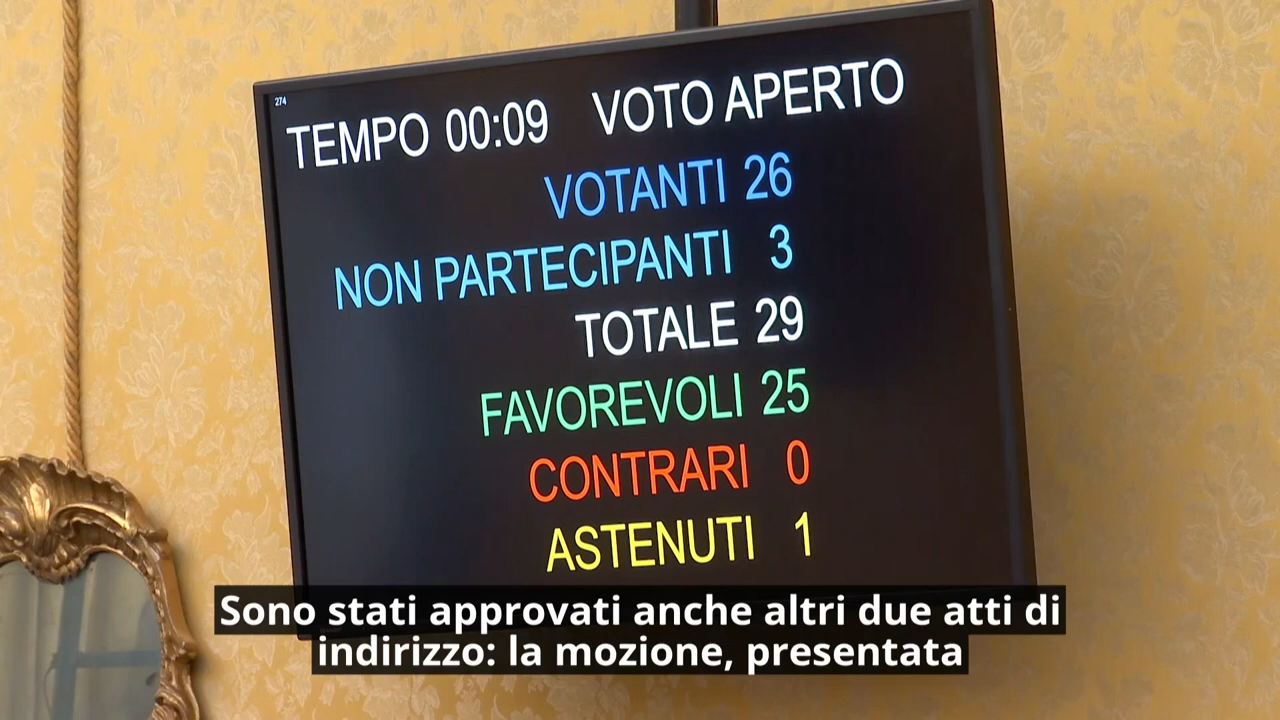 274
TEMPO 00:09 VOTO APERTO
VOTANTI 26
NON PARTECIPANTI 3
TOTALE 29
FAVOREVOLI 25
CONTRARI 0
ASTENUTI 1
Sono stati approvati anche altri due atti di
indirizzo: la mozione, presentata